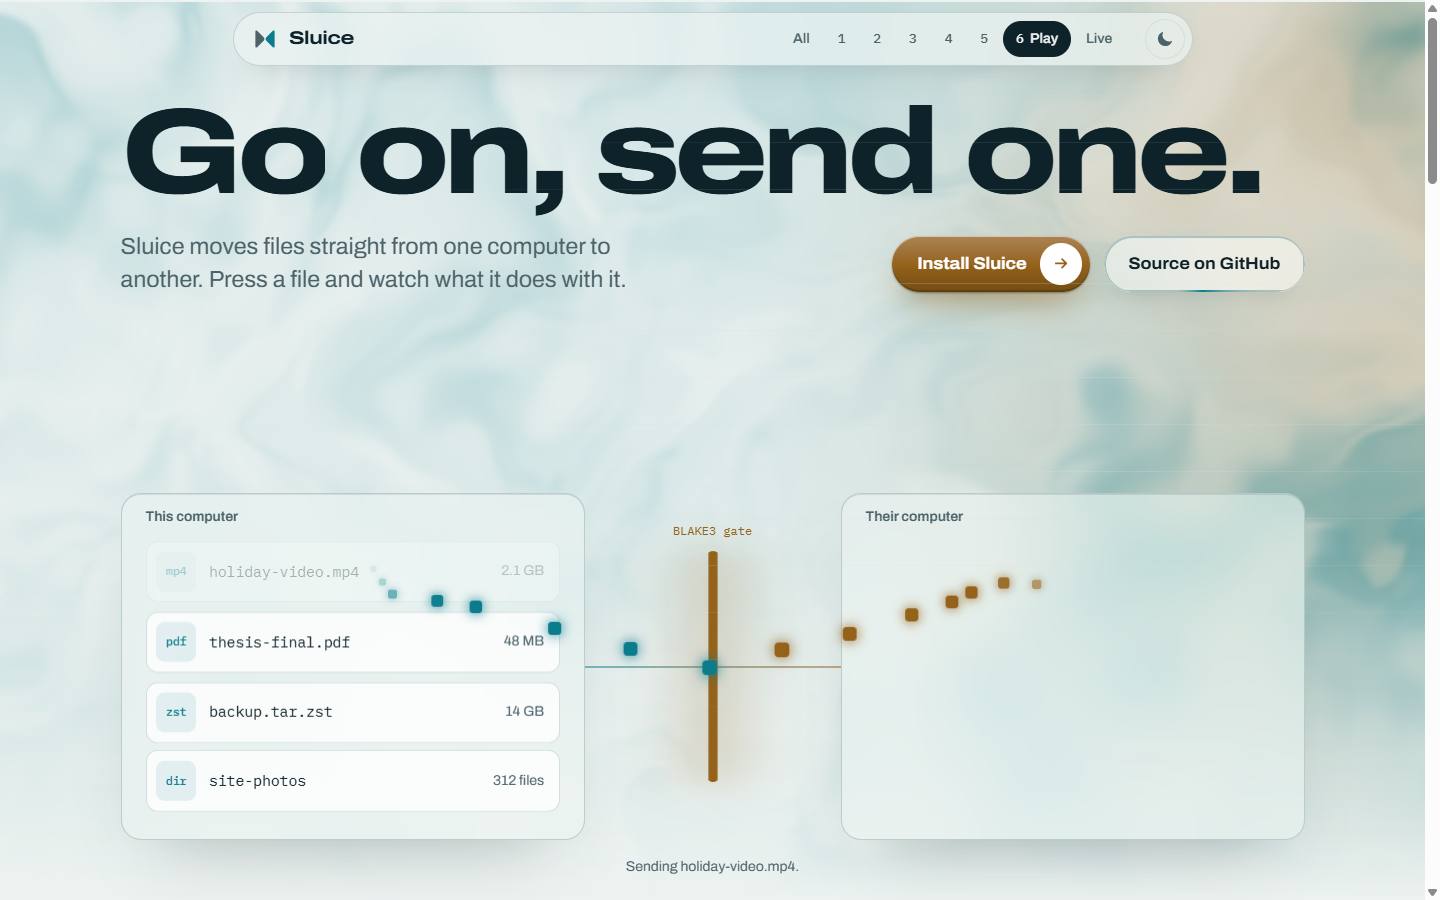 Sluice
All 1 2 3 4 5 6 Play Live
Go on, send one.
Sluice moves files straight from one computer to
another. Press a file and watch what it does with it.
Install Sluice
Source on GitHub
This computer
mp4 holiday-video.mp4 2.1 GB
pdf thesis-final.pdf 48 MB
zst backup.tar.zst 14 GB
dir site-photos 312 files
BLAKE3 gate
Their computer
Sending holiday-video.mp4.